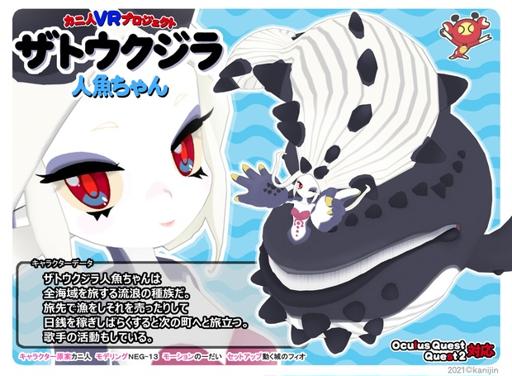 カニ人VRプロジェクト
ザトウクジラ
人魚ちゃん
キャラクターデータ
ザトウクジラ人魚ちゃんは
全海域を旅する流浪の種族だ。
旅先で漁をしそれを売ったりして
日銭を稼ぎしばらくすると次の町へと旅立つ。
歌手の活動もしている。
Oculus Quest
Quest2 対応
キャラクター原案カニ人 モデリングNEG-13 モーションの一だい セットアップ動く城のフィオ
2021©kanijin